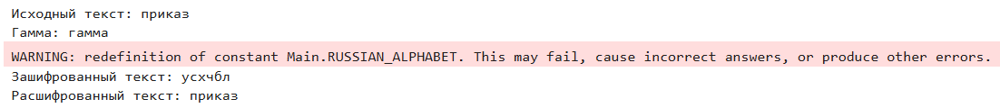 Исходный текст: приказ
Гамма: гамма
WARNING: redefinition of constant Main.RUSSIAN_ALPHABET. This may fail, cause incorrect answers, or produce other errors.
Зашифрованный текст: усхчбл
Расшифрованный текст: приказ